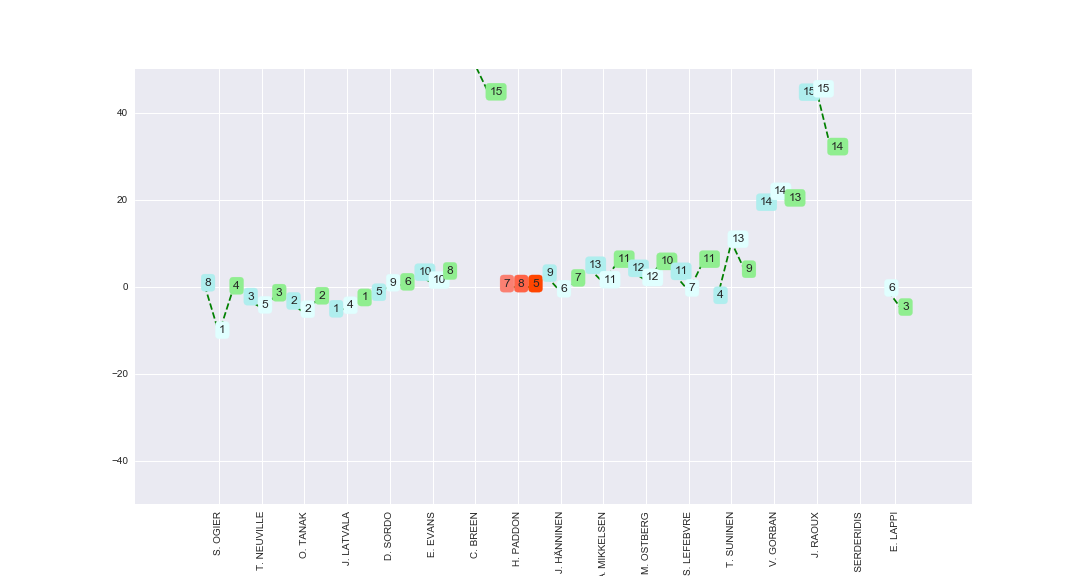 40
20
0
−20
−40
15
15 15
14
14 14 13
13
8 4 3 5 3 2 2 2 1 4 1 5 9 6 10 10 8
7 8 5
9 6 7 13 11 11 12 12 10 11 7 11 4 9
6 3
1
S. OGIER
T. NEUVILLE
O. TANAK
J. LATVALA
D. SORDO
E. EVANS
C. BREEN
H. PADDON
J. HÄNNINEN
A. MIKKELSEN
M. OSTBERG
S. LEFEBVRE
T. SUNINEN
V. GORBAN
J. RAOUX
SERDERIDIS
E. LAPPI